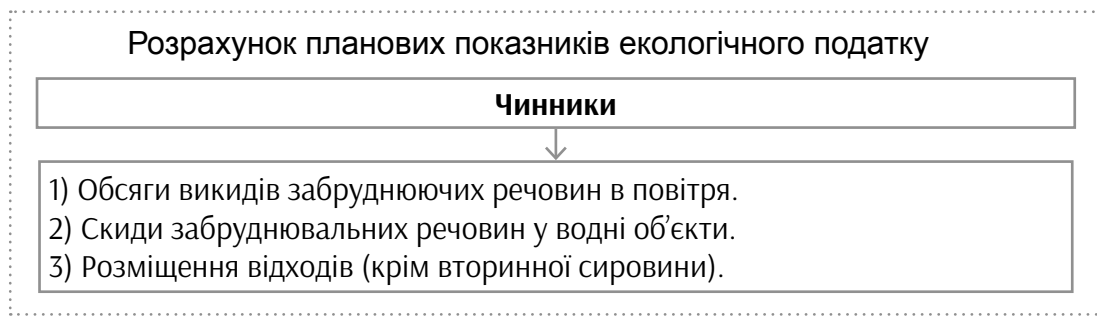 Розрахунок планових показників екологічного податку
Чинники
1) Обсяги викидів забруднюючих речовин в повітря.
2) Скиди забруднювальних речовин у водні об’єкти.
3) Розміщення відходів (крім вторинної сировини).